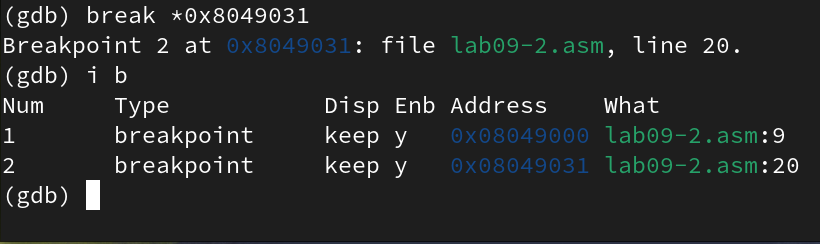 (gdb) break *0x8049031
Breakpoint 2 at 0x8049031: file lab09-2.asm, line 20.
(gdb) i b
Num     Type           Disp Enb Address    What
1       breakpoint     keep y   0x08049000 lab09-2.asm:9
2       breakpoint     keep y   0x08049031 lab09-2.asm:20
(gdb)